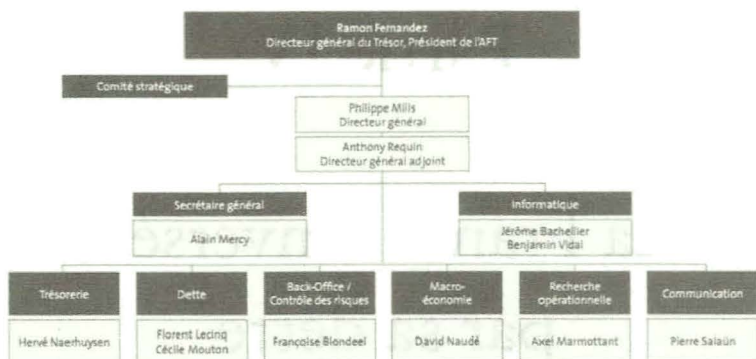 Ramon Fernandez
Directeur général du Trésor, Président de l'AFT
Comité stratégique
Philippe Mills
Directeur général
Anthony Requin
Directeur général adjoint
Secrétaire général
Alain Mercy
Informatique
Jérôme Bachellier
Benjamin Vidal
Trésorerie
Hervé Naerhuysen
Dette
Florent Lecinq
Cécile Mouton
Back-Office /
Contrôle des risques
Françoise Blondeel
Macro-
économie
David Naudé
Recherche
opérationnelle
Axel Marmottant
Communication
Pierre Salaün